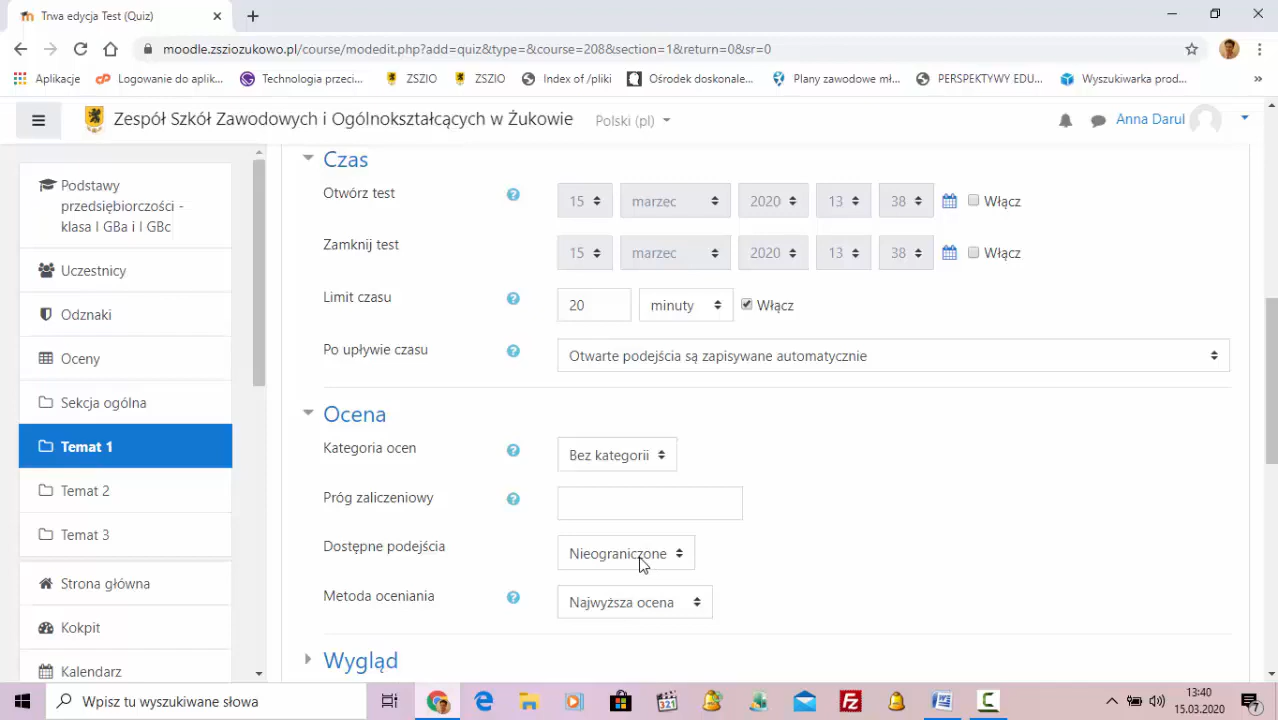 Trwa edycja Test (Quiz)
moodle.zsziozukowo.pl/course/modedit.php?add=quiz&type=&course=208&section=1&return=0&sr=0
Aplikacje Logowanie do aplik... Technologia przeci... ZSZIO ZSZIO Index of /pliki Ośrodek doskonale... Plany zawodowe mł... PERSPEKTYWY EDU... Wyszukiwarka prod... »
Zespół Szkół Zawodowych i Ogólnokształcących w Żukowie Polski (pl) Anna Darul
Podstawy
przedsiębiorczości -
klasa I GBa i I GBc
Uczestnicy
Odznaki
Oceny
Sekcja ogólna
Temat 1
Temat 2
Temat 3
Strona główna
Kokpit
Kalendarz
Czas
Otwórz test 15 marzec 2020 13 38 Włącz
Zamknij test 15 marzec 2020 13 38 Włącz
Limit czasu 20 minuty Włącz
Po upływie czasu Otwarte podejścia są zapisywane automatycznie
Ocena
Kategoria ocen Bez kategorii
Próg zaliczeniowy
Dostępne podejścia Nieograniczone
Metoda oceniania Najwyższa ocena
Wygląd
Wpisz tu wyszukiwane słowa
13:40
15.03.2020
7